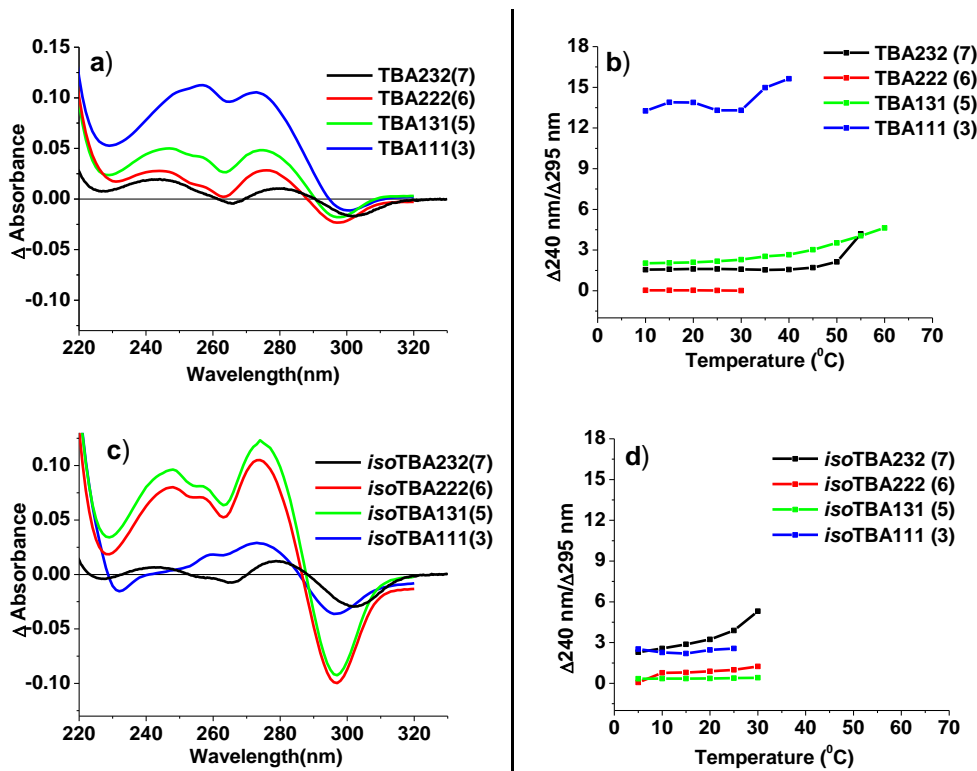 a)
TBA232(7)
TBA222(6)
TBA131(5)
TBA111(3)
0.15
0.10
0.05
0.00
-0.05
-0.10
Δ Absorbance
220 240 260 280 300 320
Wavelength(nm)
b)
TBA232 (7)
TBA222 (6)
TBA131 (5)
TBA111 (3)
18
15
12
9
6
3
0
Δ240 nm/Δ295 nm
0 10 20 30 40 50 60 70
Temperature (⁰C)
c)
isoTBA232(7)
isoTBA222(6)
isoTBA131(5)
isoTBA111(3)
0.10
0.05
0.00
-0.05
-0.10
Δ Absorbance
220 240 260 280 300 320
Wavelength(nm)
d)
isoTBA232 (7)
isoTBA222 (6)
isoTBA131 (5)
isoTBA111 (3)
18
15
12
9
6
3
0
Δ240 nm/Δ295 nm
0 10 20 30 40 50 60 70
Temperature (⁰C)